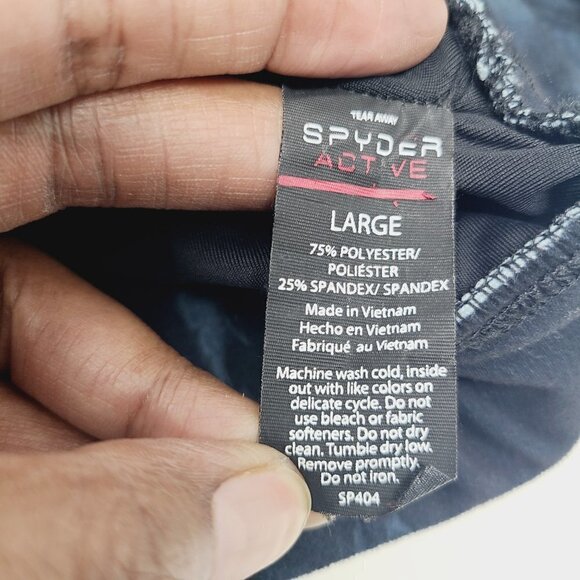 TEAR AWAY
SPYDER
ACTIVE
LARGE
75% POLYESTER/
POLIÉSTER
25% SPANDEX/ SPANDEX
Made in Vietnam
Hecho en Vietnam
Fabriqué au Vietnam
Machine wash cold, inside
out with like colors on
delicate cycle. Do not
use bleach or fabric
softeners. Do not dry
clean. Tumble dry low.
Remove promptly.
Do not iron.
SP404